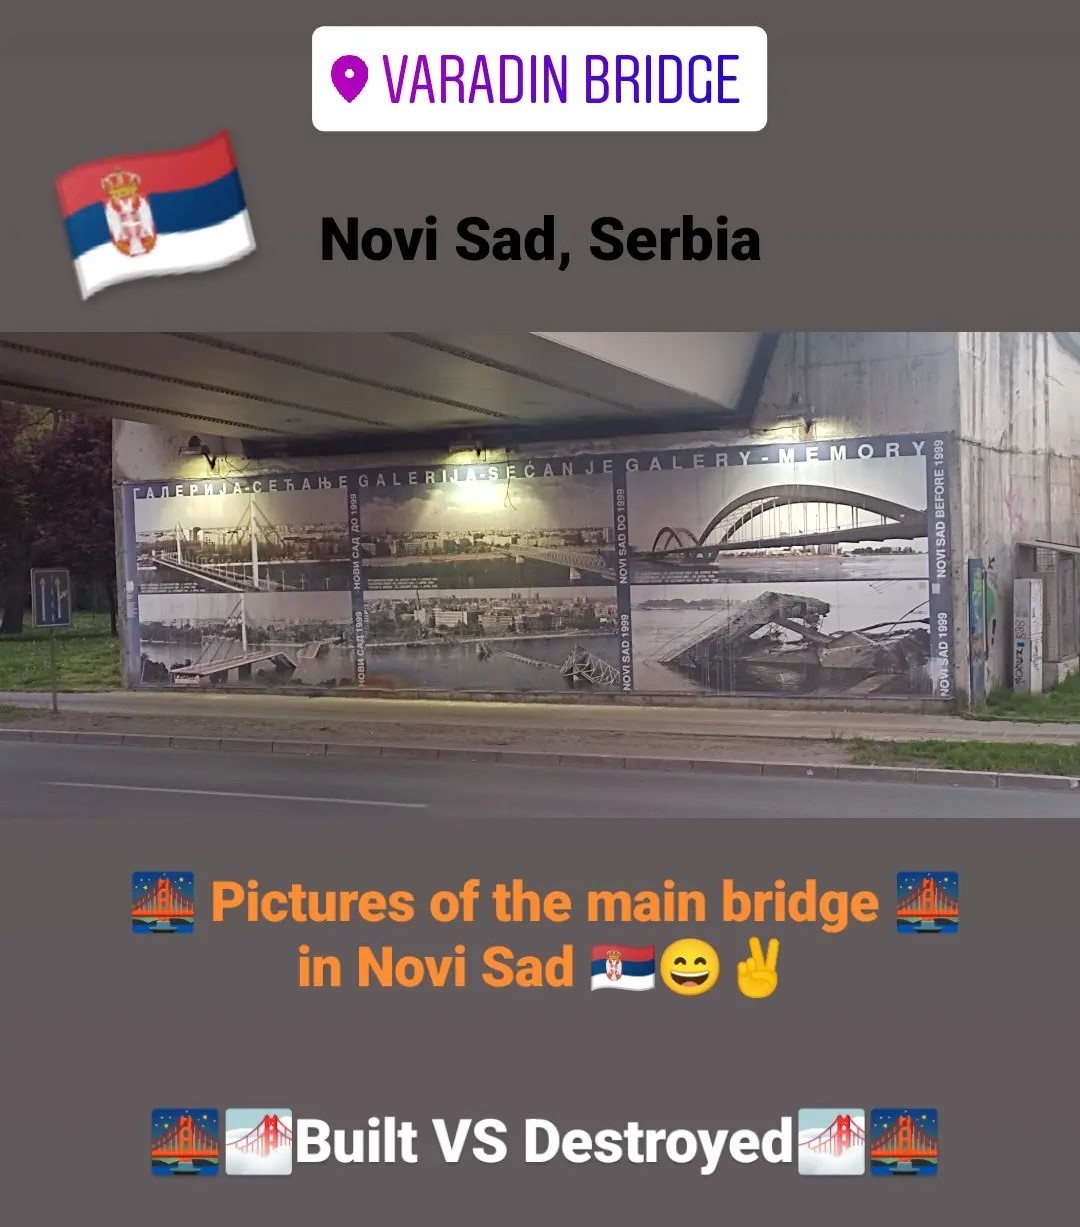 VARADIN BRIDGE
Novi Sad, Serbia
ГАЛЕРИЈА-СЕЋАЊЕ GALERIJA-SEĆANJE GALERY-MEMORY
НОВИ САД ДО 1999
NOVI SAD DO 1999
NOVI SAD BEFORE 1999
НОВИ САД 1999
NOVI SAD 1999
NOVI SAD 1999
Pictures of the main bridge
in Novi Sad
Built VS Destroyed